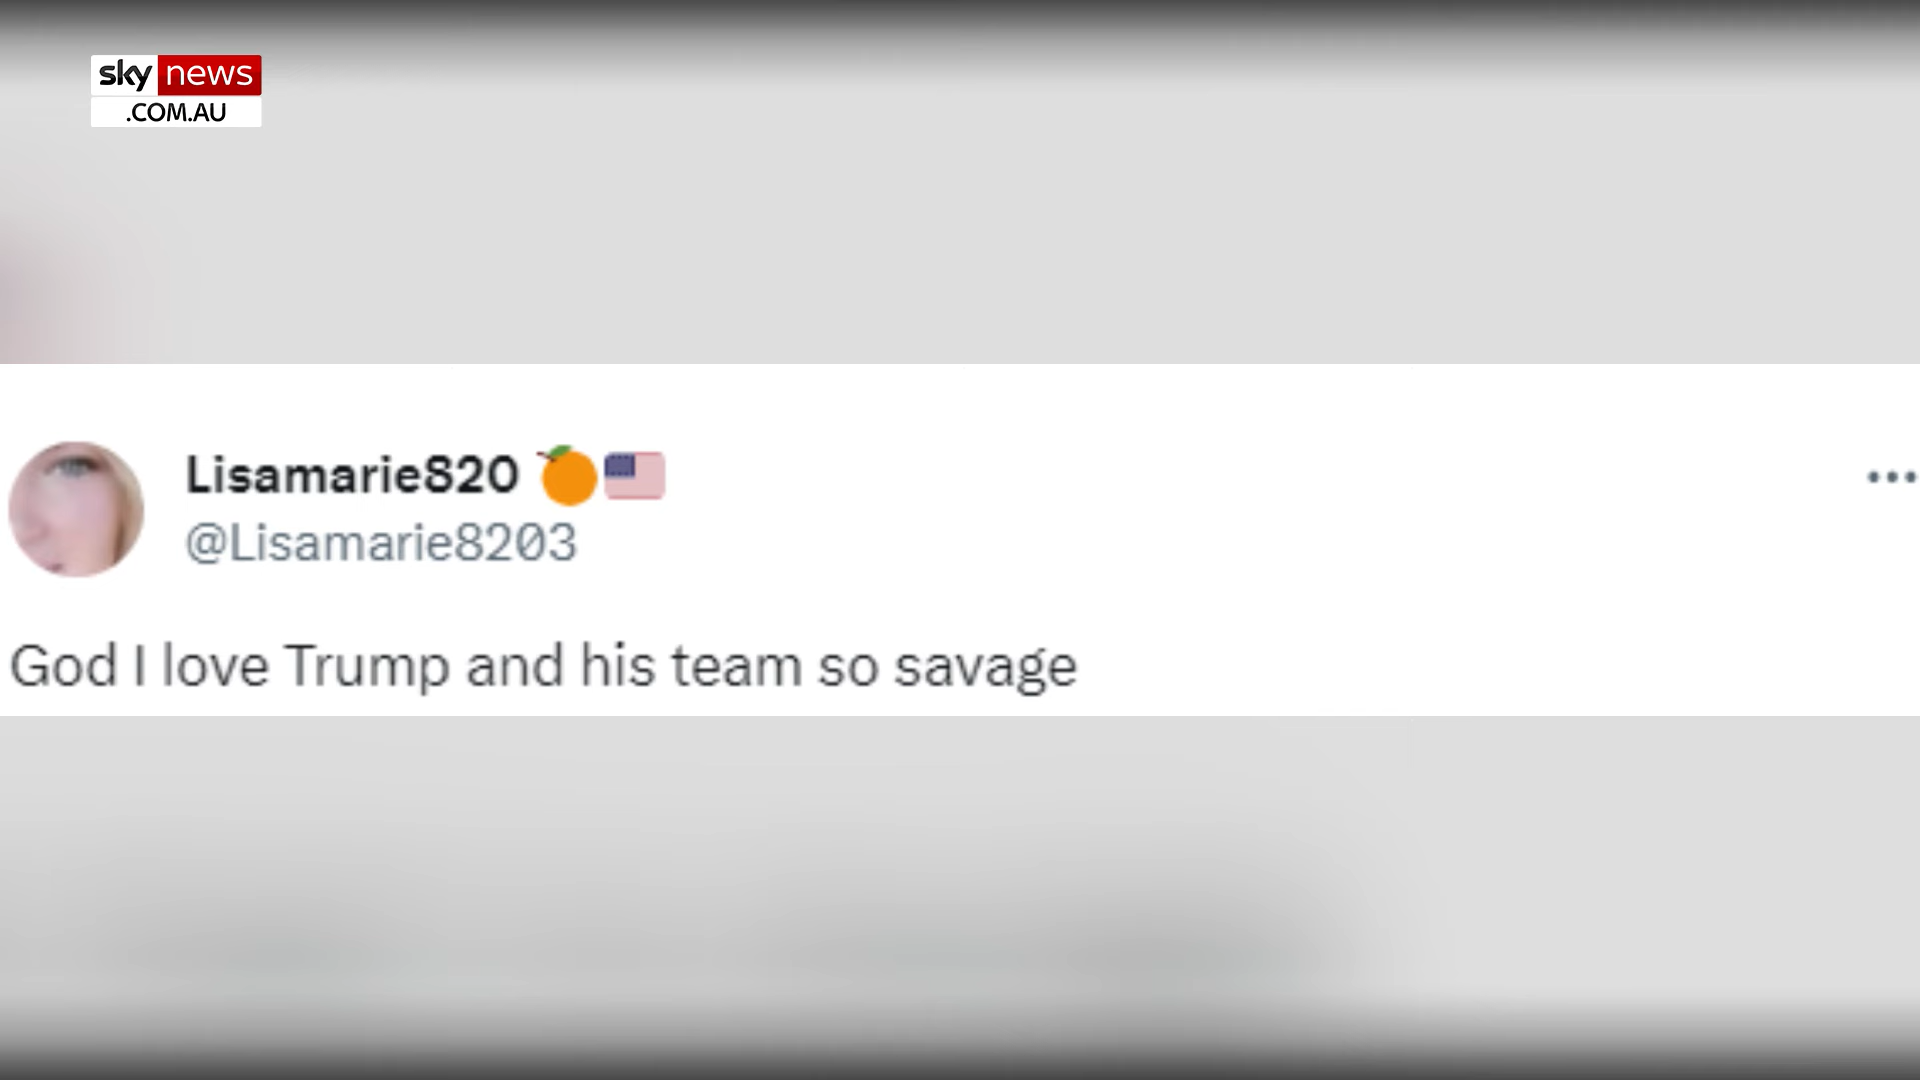 sky news
.COM.AU
Lisamarie820 🍊🇺🇸
@Lisamarie8203
God I love Trump and his team so savage